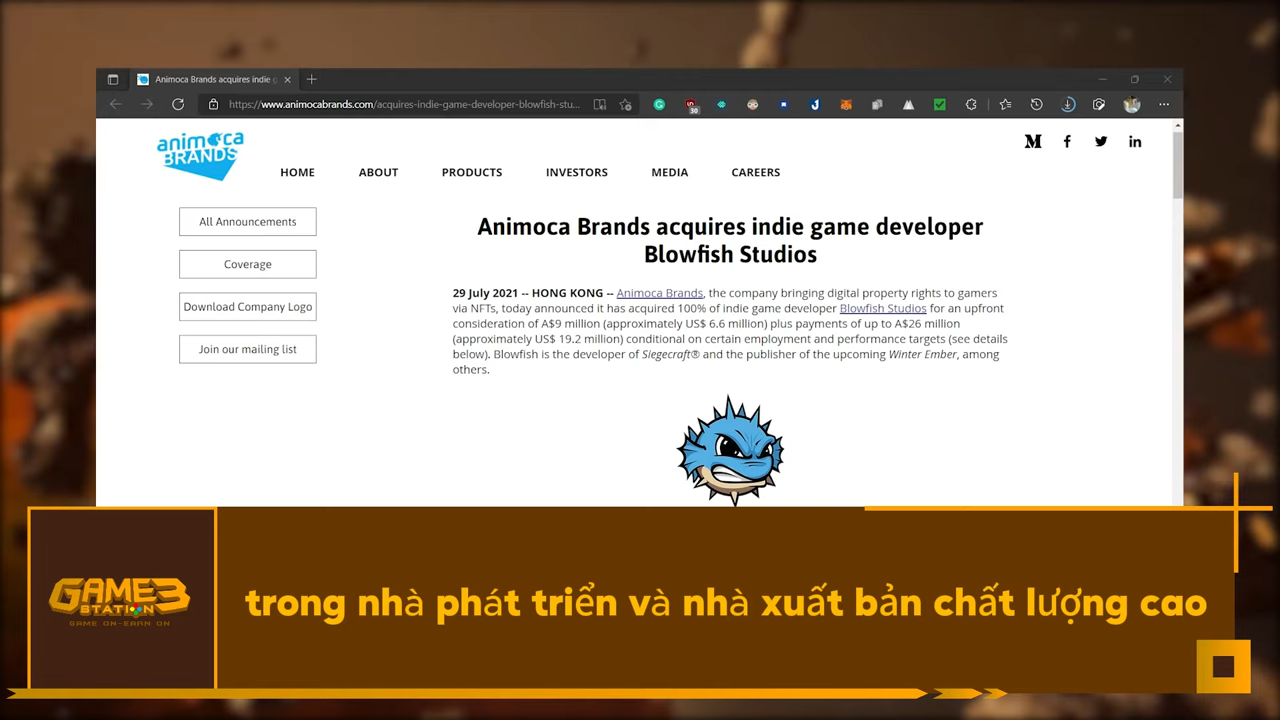 Animoca Brands acquires indie g
https://www.animocabrands.com/acquires-indie-game-developer-blowfish-stu...
30
animoca
BRANDS
HOME ABOUT PRODUCTS INVESTORS MEDIA CAREERS
All Announcements
Coverage
Download Company Logo
Join our mailing list
Animoca Brands acquires indie game developer
Blowfish Studios
29 July 2021 -- HONG KONG -- Animoca Brands, the company bringing digital property rights to gamers
via NFTs, today announced it has acquired 100% of indie game developer Blowfish Studios for an upfront
consideration of A$9 million (approximately US$ 6.6 million) plus payments of up to A$26 million
(approximately US$ 19.2 million) conditional on certain employment and performance targets (see details
below). Blowfish is the developer of Siegecraft® and the publisher of the upcoming Winter Ember, among
others.
GAME3
STATION
GAME ON-EARN ON
trong nhà phát triển và nhà xuất bản chất lượng cao